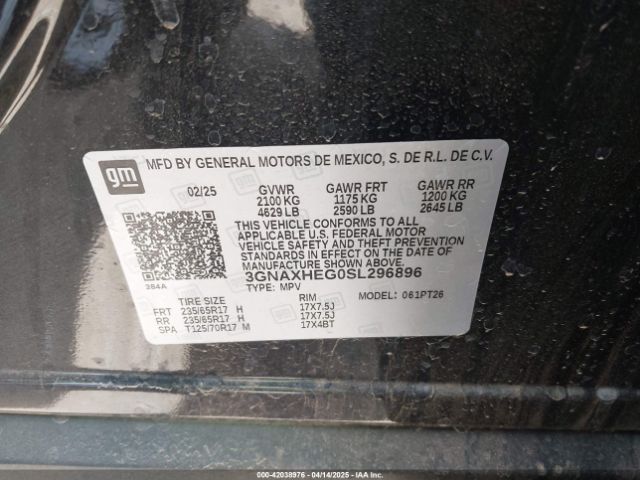 gm MFD BY GENERAL MOTORS DE MEXICO, S. DE R.L. DE C.V.
02/25 GVWR GAWR FRT GAWR RR
2100 KG 1175 KG 1200 KG
4629 LB 2590 LB 2645 LB
THIS VEHICLE CONFORMS TO ALL
APPLICABLE U.S. FEDERAL MOTOR
VEHICLE SAFETY AND THEFT PREVENTION
STANDARDS IN EFFECT ON THE DATE OF
MANUFACTURE SHOWN ABOVE.
3GNAXHEG0SL296896
284A TYPE: MPV
TIRE SIZE RIM MODEL: 061PT26
FRT 235/65R17 H 17X7.5J
RR 235/65R17 H 17X7.5J
SPA T125/70R17 M 17X4BT
000-42038976 04/14/2025 IAAI.COM